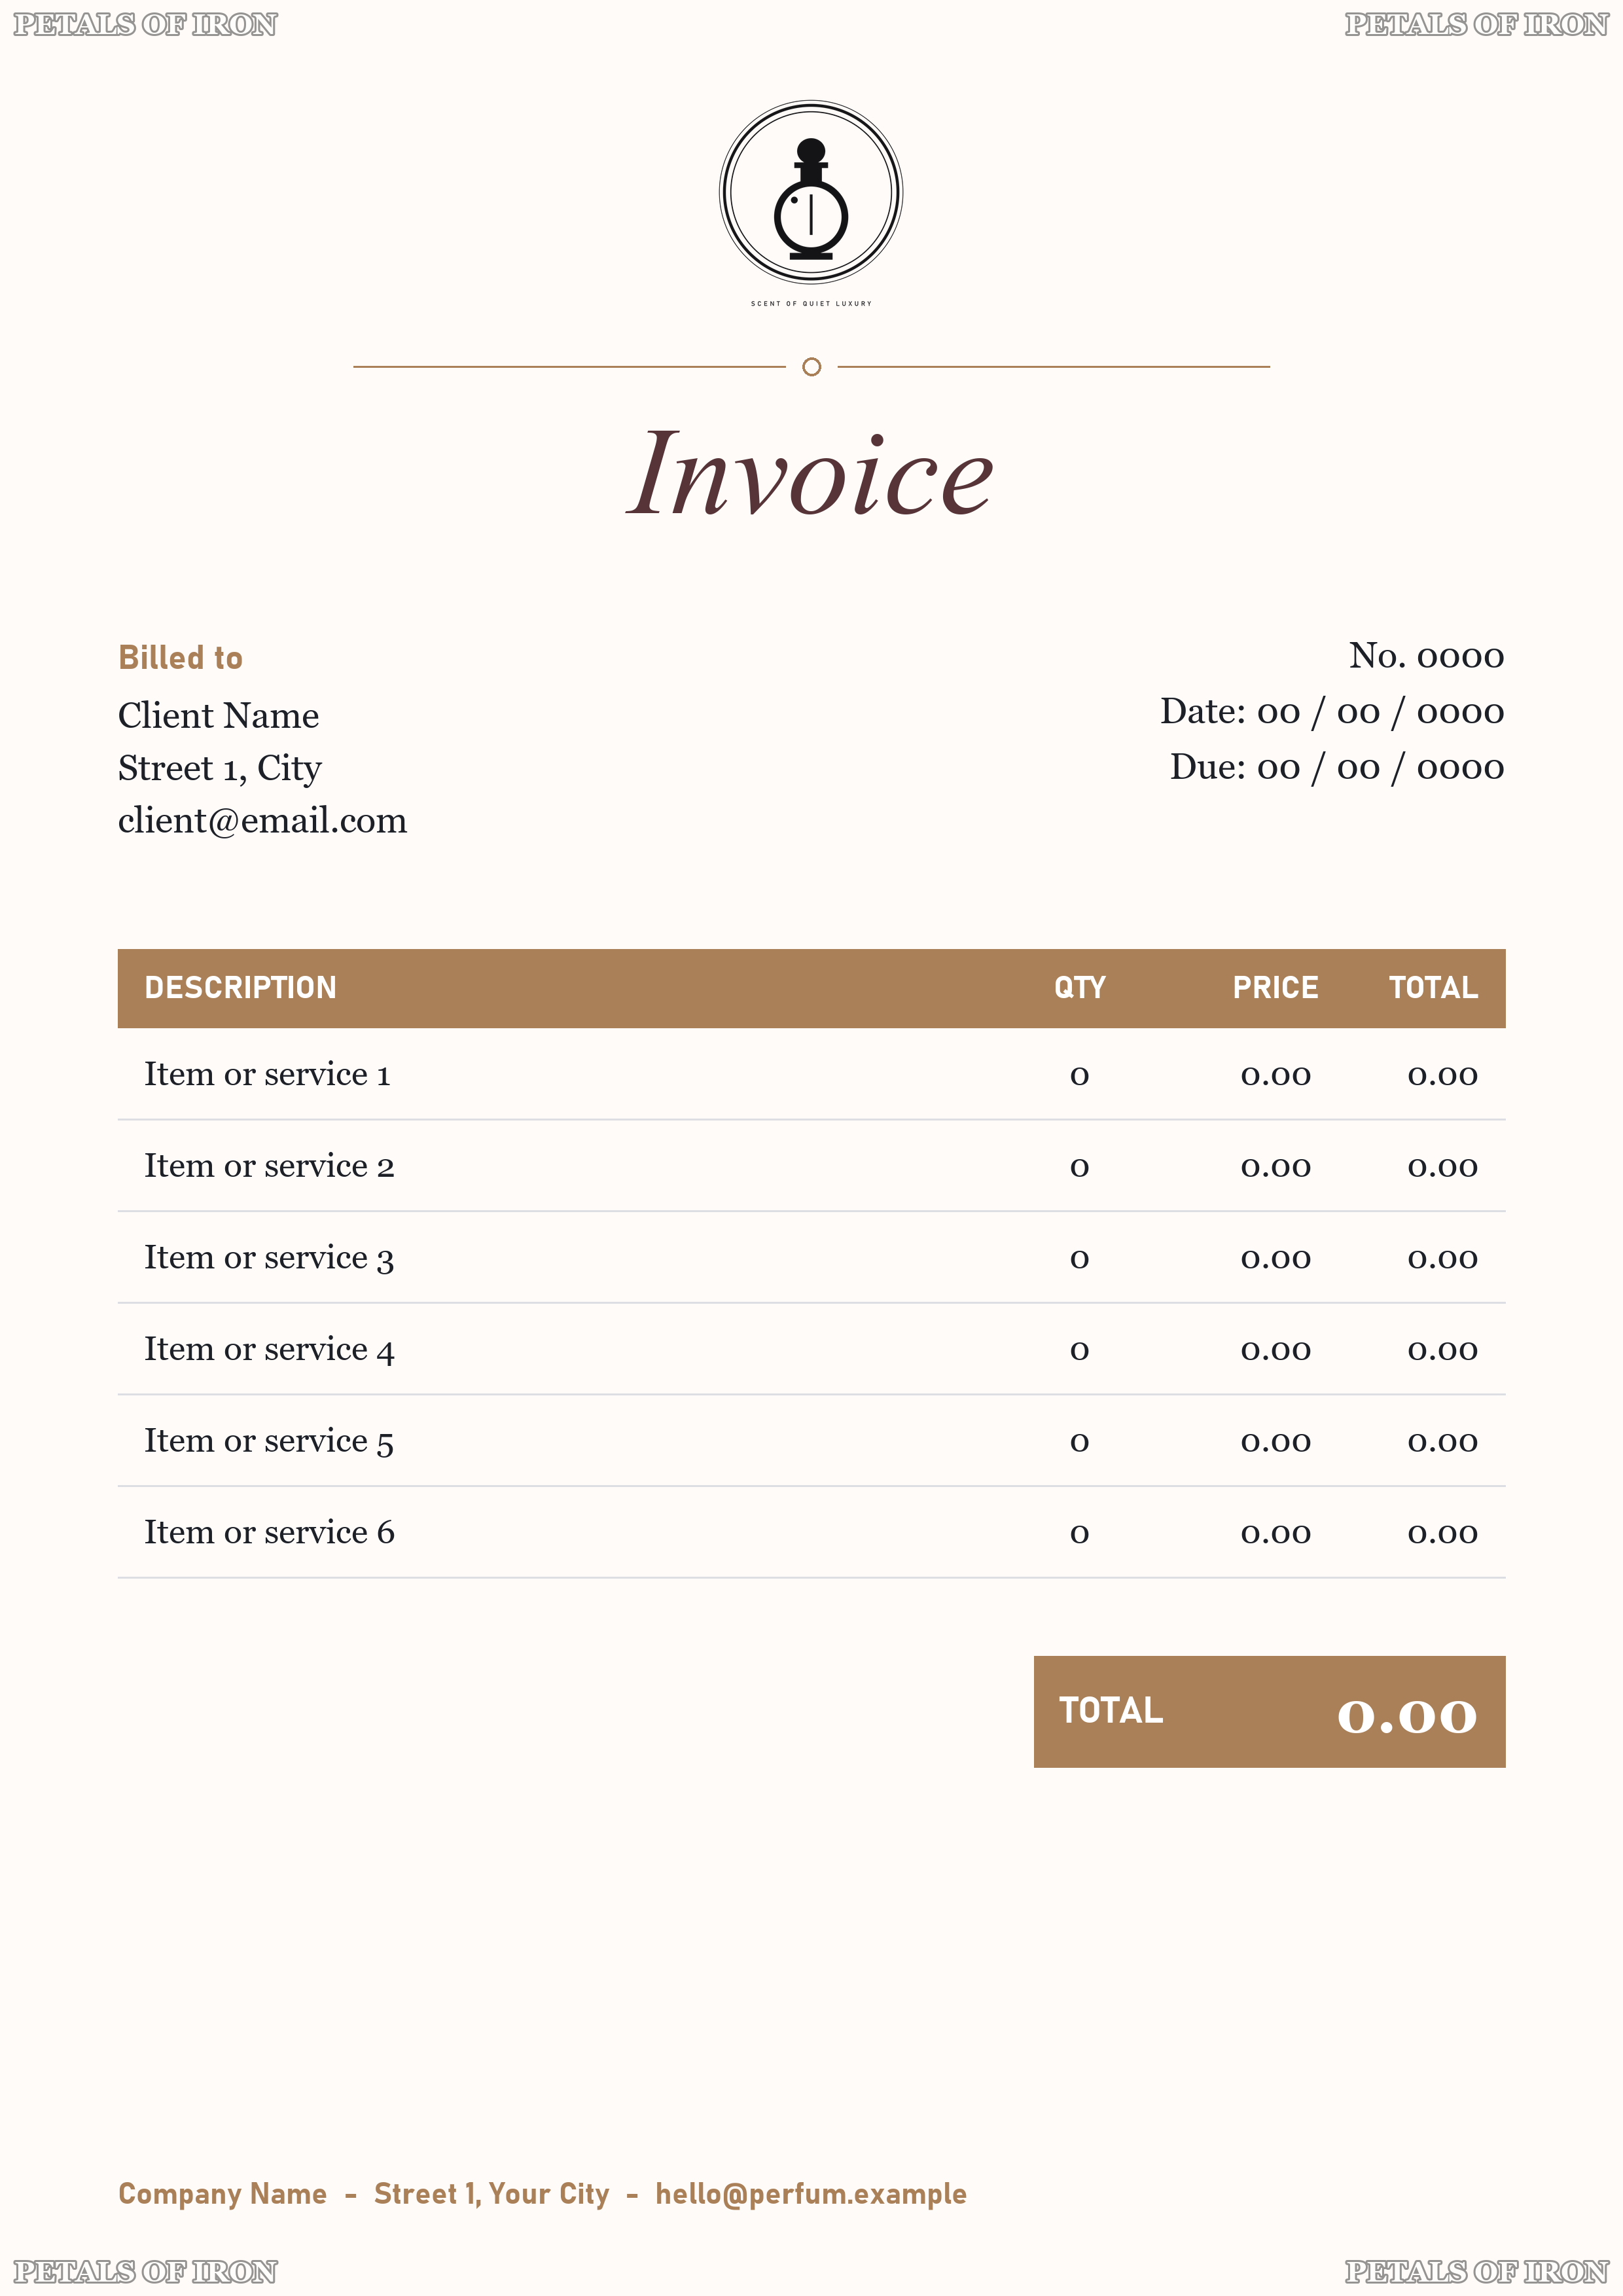 PETALS OF IRON PETALS OF IRON
SCENT OF QUIET LUXURY
Invoice
Billed to
Client Name
Street 1, City
client@email.com
No. 0000
Date: 00 / 00 / 0000
Due: 00 / 00 / 0000
DESCRIPTION QTY PRICE TOTAL
Item or service 1 0 0.00 0.00
Item or service 2 0 0.00 0.00
Item or service 3 0 0.00 0.00
Item or service 4 0 0.00 0.00
Item or service 5 0 0.00 0.00
Item or service 6 0 0.00 0.00
TOTAL 0.00
Company Name - Street 1, Your City - hello@perfum.example
PETALS OF IRON PETALS OF IRON